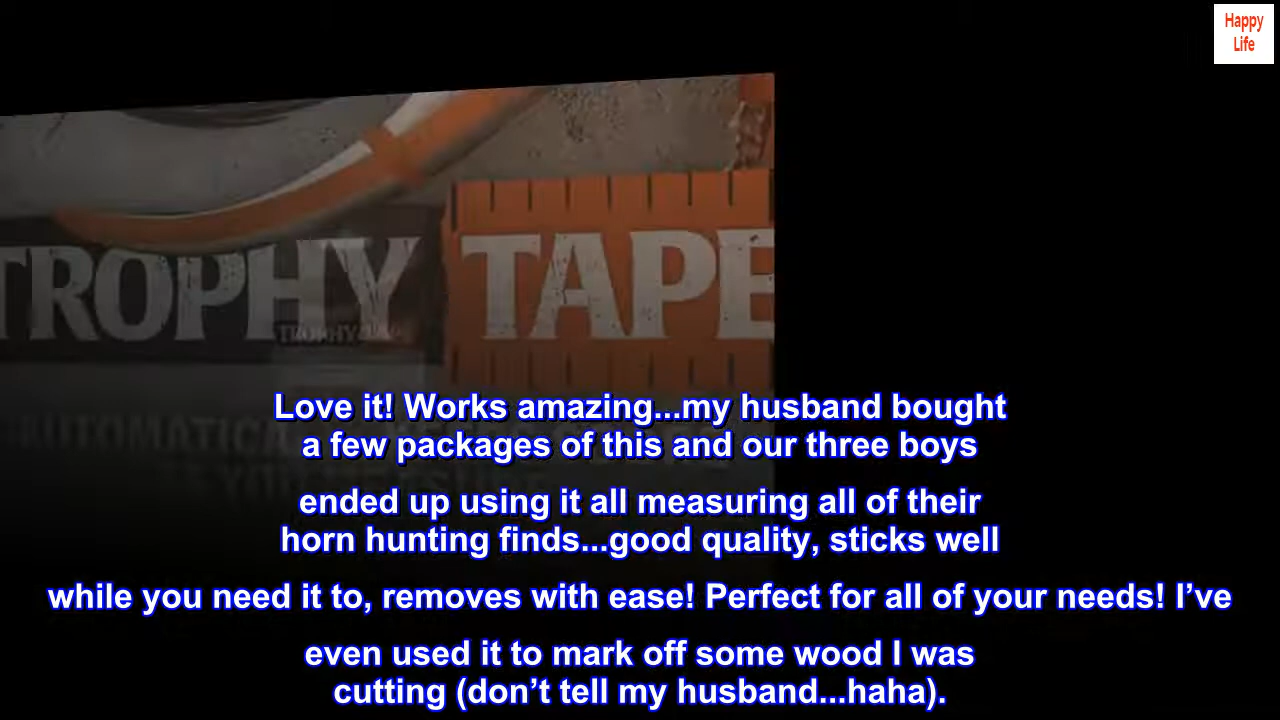 Happy
Life
TROPHY TAPE
TROPHY TAPE
Love it! Works amazing...my husband bought
a few packages of this and our three boys
ended up using it all measuring all of their
horn hunting finds...good quality, sticks well
while you need it to, removes with ease! Perfect for all of your needs! I’ve
even used it to mark off some wood I was
cutting (don’t tell my husband...haha).